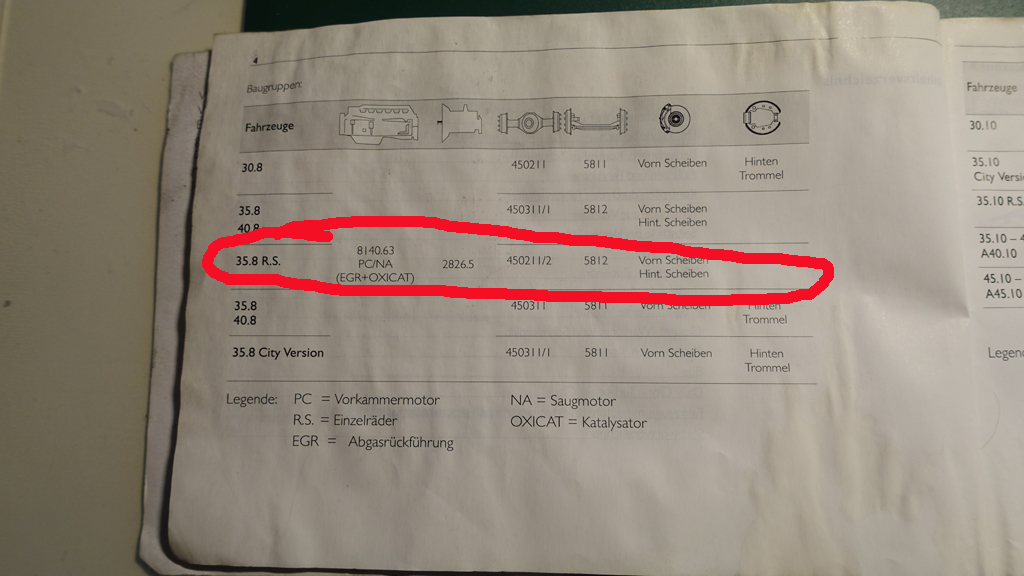 4
Baugruppen:
Fahrzeuge
30.8 450211 5811 Vorn Scheiben Hinten
Trommel
35.8 450311/1 5812 Vorn Scheiben
40.8 Hint. Scheiben
8140.63
35.8 R.S. PC/NA 2826.5 450211/2 5812 Vorn Scheiben
(EGR+OXICAT) Hint. Scheiben
35.8 450311 5811 Vorn Scheiben Hinten
40.8 Trommel
35.8 City Version 450311/1 5811 Vorn Scheiben Hinten
Trommel
Legende: PC = Vorkammermotor NA = Saugmotor
R.S. = Einzelräder OXICAT = Katalysator
EGR = Abgasrückführung
Fahrzeuge
30.10
35.10
City Versio
35.10 R.S.
35.10 –
A40.10
45.10 –
A45.10
Legen